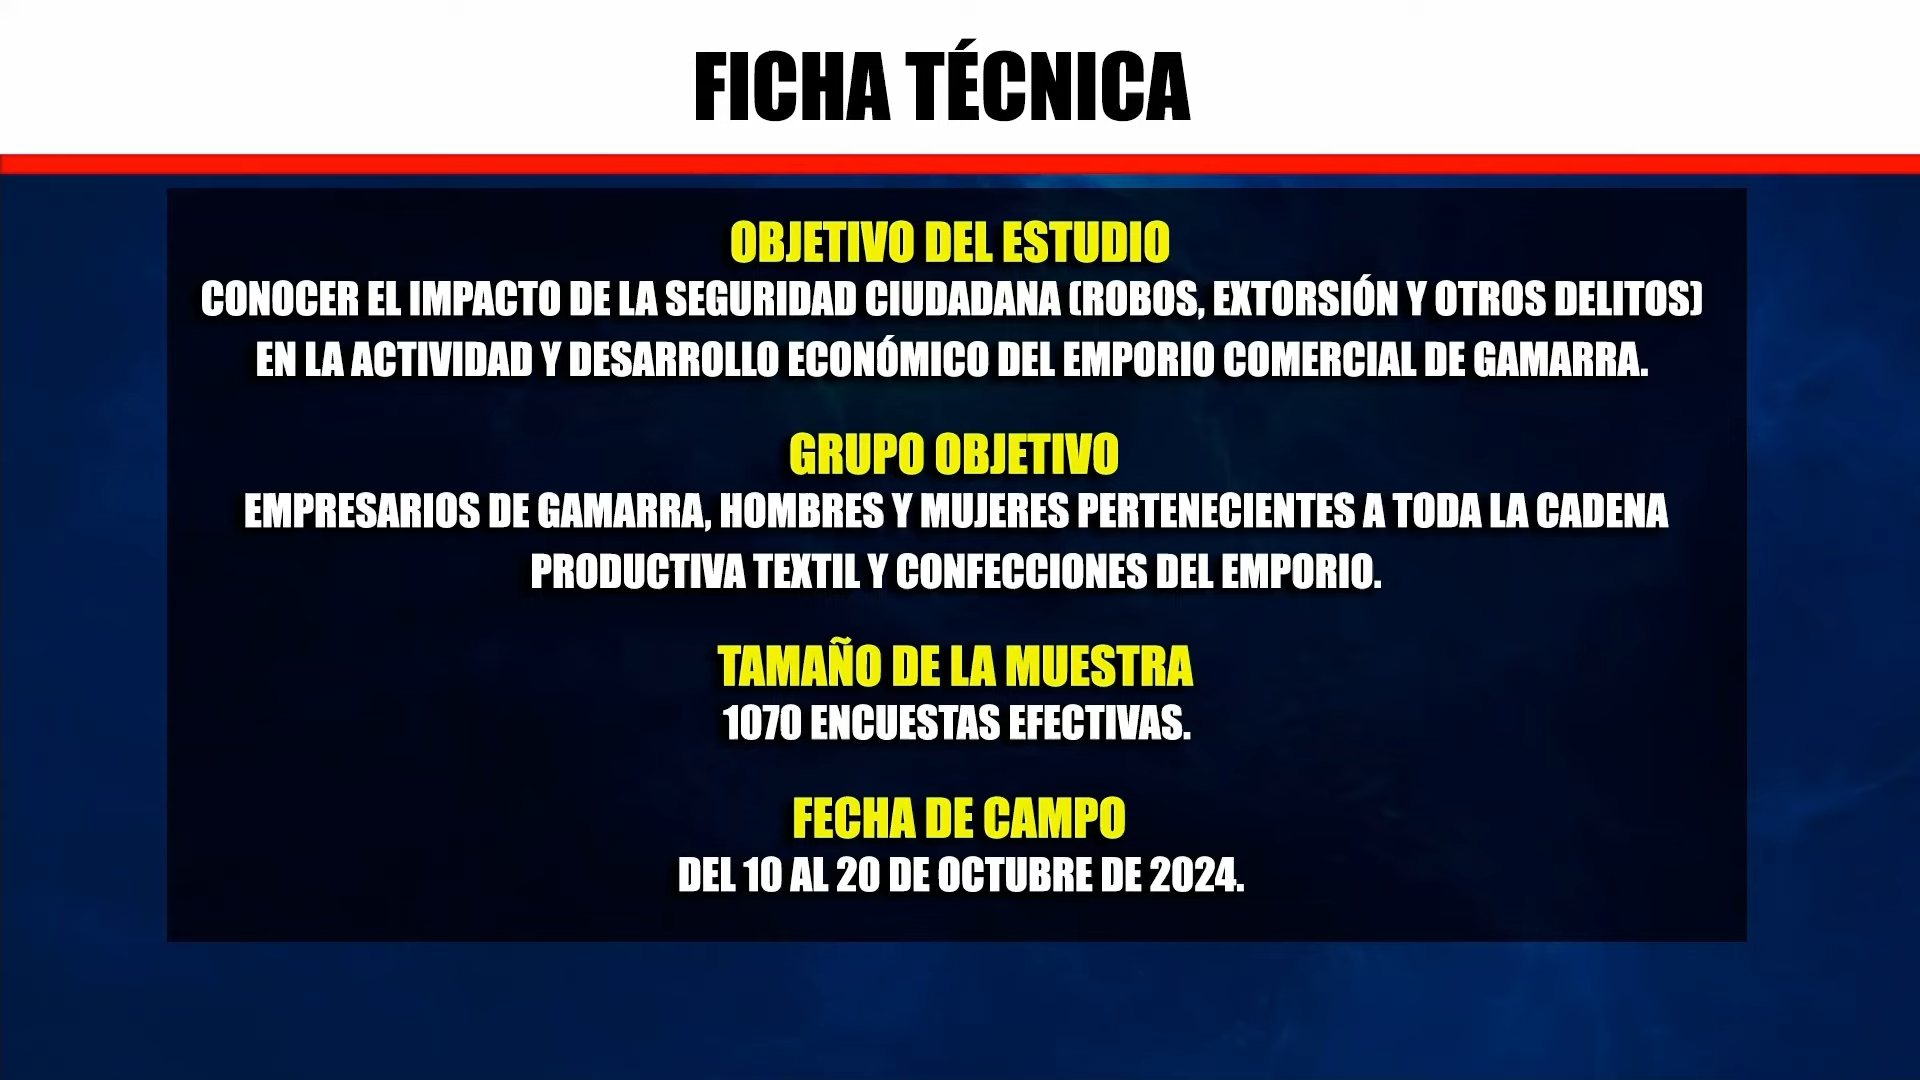 FICHA TÉCNICA
OBJETIVO DEL ESTUDIO
CONOCER EL IMPACTO DE LA SEGURIDAD CIUDADANA (ROBOS, EXTORSIÓN Y OTROS DELITOS)
EN LA ACTIVIDAD Y DESARROLLO ECONÓMICO DEL EMPORIO COMERCIAL DE GAMARRA.
GRUPO OBJETIVO
EMPRESARIOS DE GAMARRA, HOMBRES Y MUJERES PERTENECIENTES A TODA LA CADENA
PRODUCTIVA TEXTIL Y CONFECCIONES DEL EMPORIO.
TAMAÑO DE LA MUESTRA
1070 ENCUESTAS EFECTIVAS.
FECHA DE CAMPO
DEL 10 AL 20 DE OCTUBRE DE 2024.